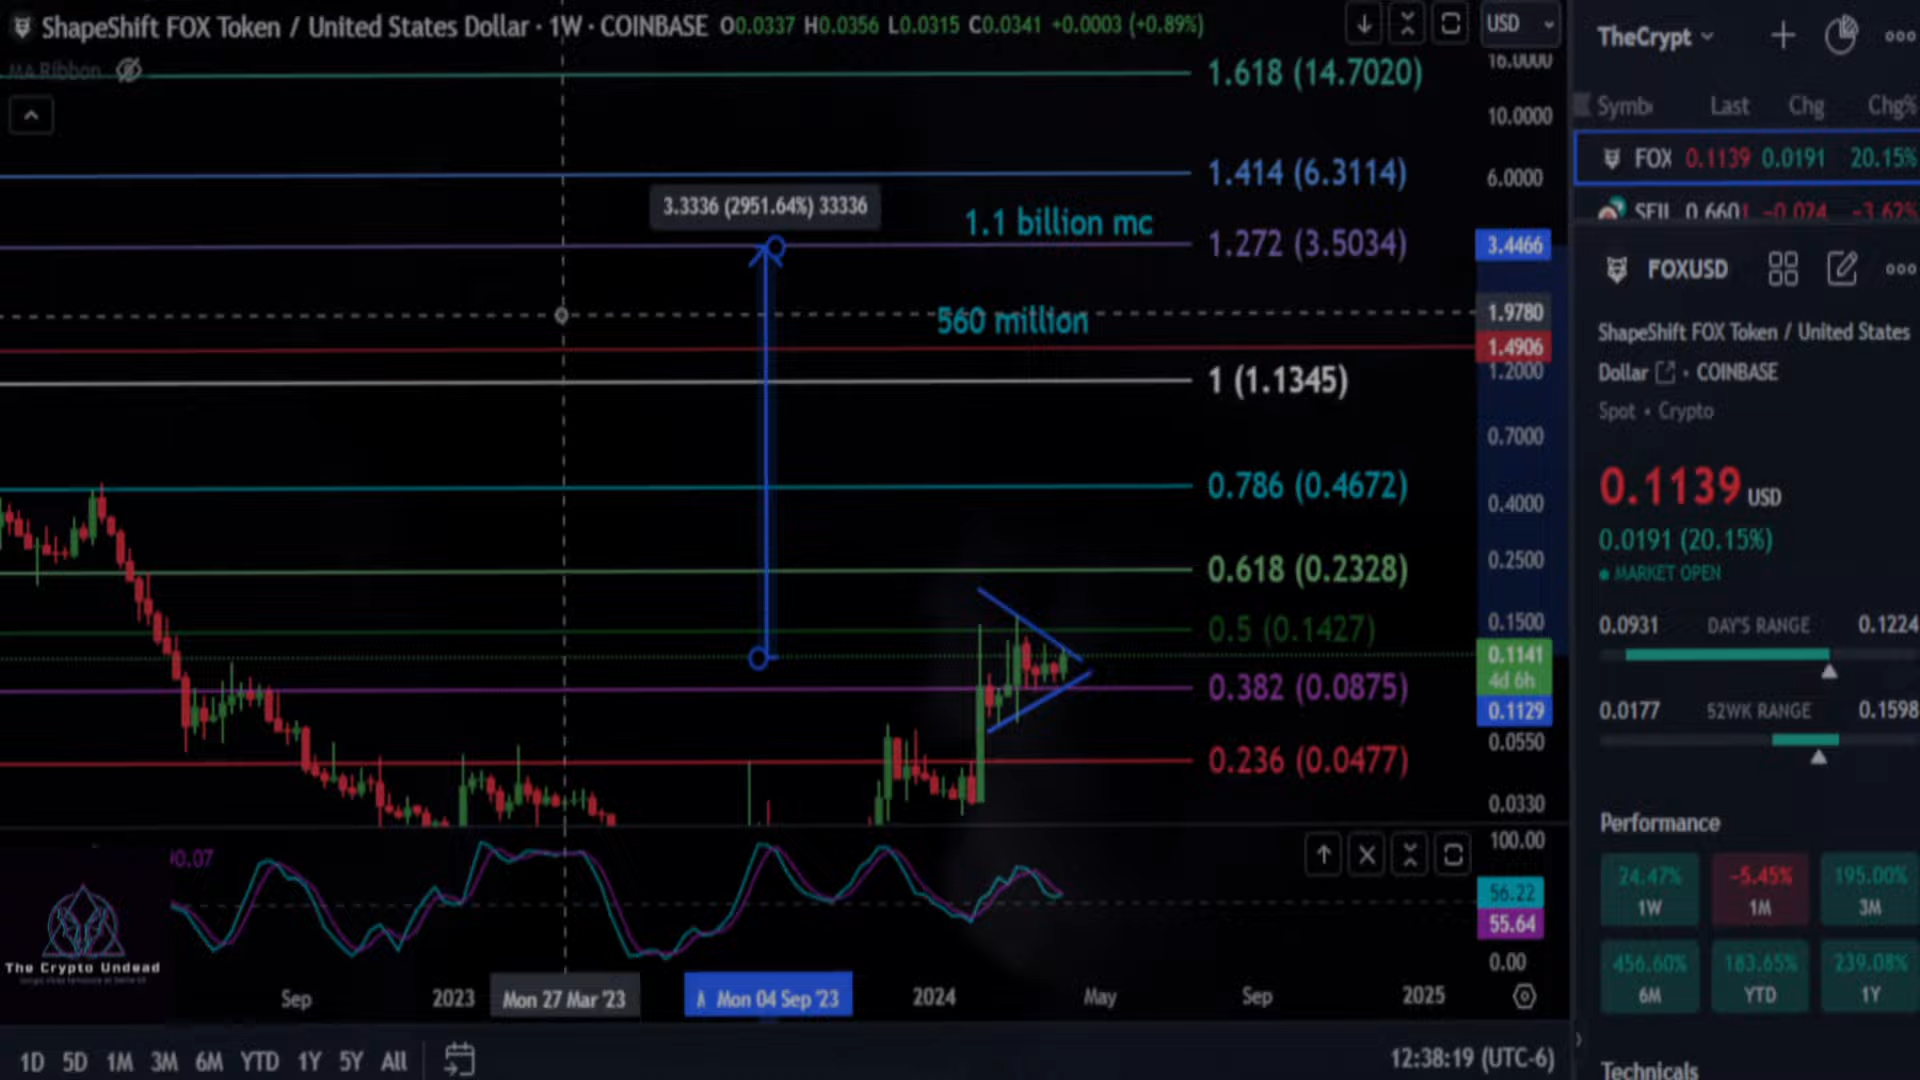 ShapeShift FOX Token / United States Dollar · 1W · COINBASE O0.0337 H0.0356 L0.0315 C0.0341 +0.0003 (+0.89%)
USD
MA Ribbon
1.618 (14.7020)
16.0000
10.0000
1.414 (6.3114)
6.0000
3.3336 (2951.64%) 33336
1.1 billion mc
1.272 (3.5034)
3.4466
1.9780
560 million
1.4906
1.2000
1 (1.1345)
0.7000
0.786 (0.4672)
0.4000
0.2500
0.618 (0.2328)
0.1500
0.5 (0.1427)
0.1141
4d 6h
0.382 (0.0875)
0.1129
0.0550
0.236 (0.0477)
0.0330
100.00
56.22
55.64
0.00
The Crypto Undead
Sep
2023
Mon 27 Mar '23
Mon 04 Sep '23
2024
May
Sep
2025
1D 5D 1M 3M 6M YTD 1Y 5Y All
12:38:19 (UTC-6)
TheCrypt
Symb Last Chg Chg%
FOX 0.1139 0.0191 20.15%
0.6601 -0.024 -3.62%
FOXUSD
ShapeShift FOX Token / United States
Dollar · COINBASE
Spot • Crypto
0.1139 USD
0.0191 (20.15%)
MARKET OPEN
0.0931 DAY'S RANGE 0.1224
0.0177 52WK RANGE 0.1598
Performance
24.47% -5.45% 195.00%
1W 1M 3M
456.60% 183.65% 239.08%
6M YTD 1Y
Technicals